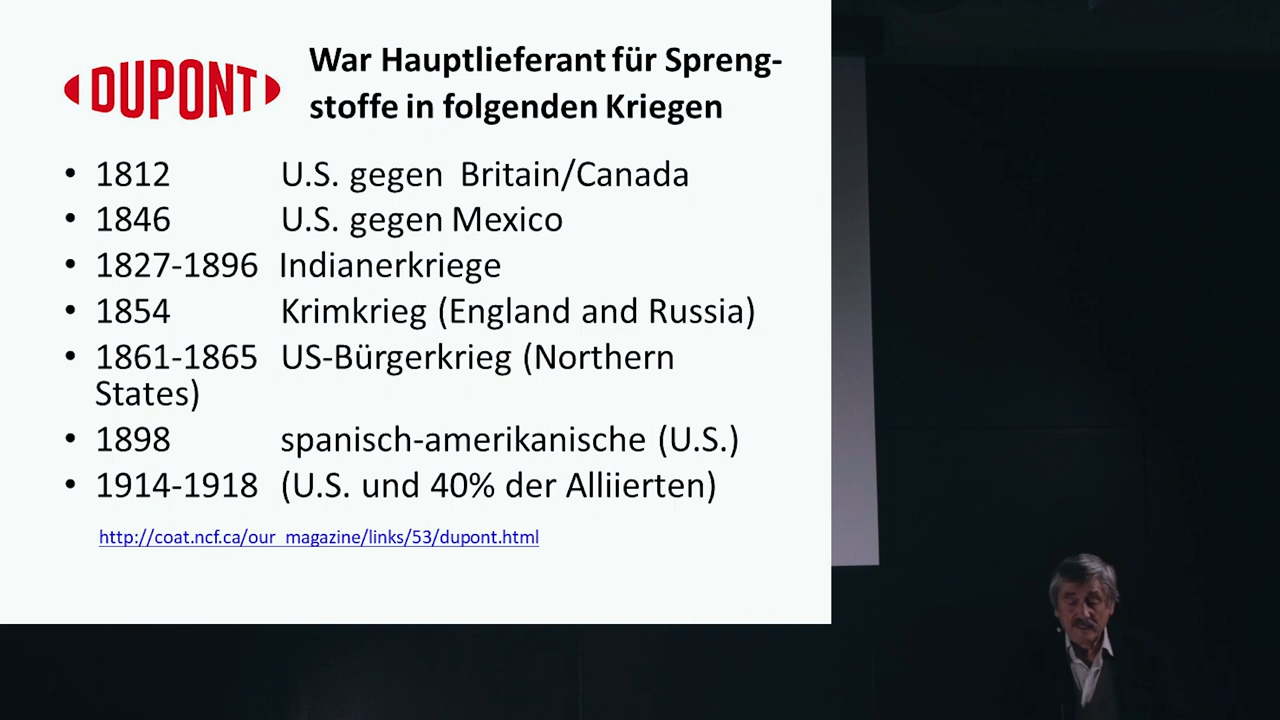 DUPONT
War Hauptlieferant für Spreng-
stoffe in folgenden Kriegen
• 1812 U.S. gegen Britain/Canada
• 1846 U.S. gegen Mexico
• 1827-1896 Indianerkriege
• 1854 Krimkrieg (England and Russia)
• 1861-1865 US-Bürgerkrieg (Northern
States)
• 1898 spanisch-amerikanische (U.S.)
• 1914-1918 (U.S. und 40% der Alliierten)
http://coat.ncf.ca/our_magazine/links/53/dupont.html